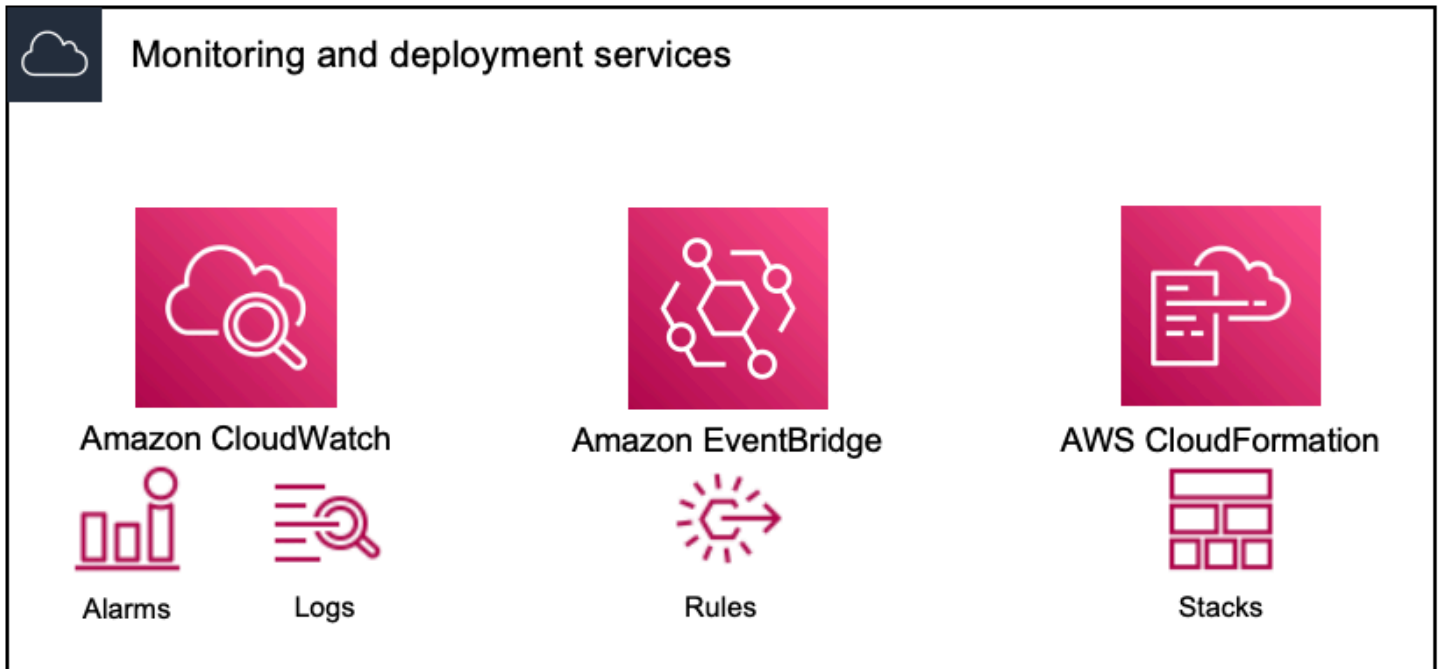 Monitoring and deployment services
Amazon CloudWatch
Amazon EventBridge
AWS CloudFormation
Alarms
Logs
Rules
Stacks